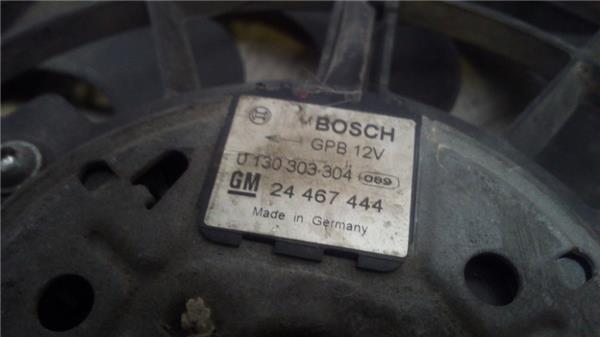 BOSCH
GPB 12V
0 130 303 304 089
GM 24 467 444
Made in Germany